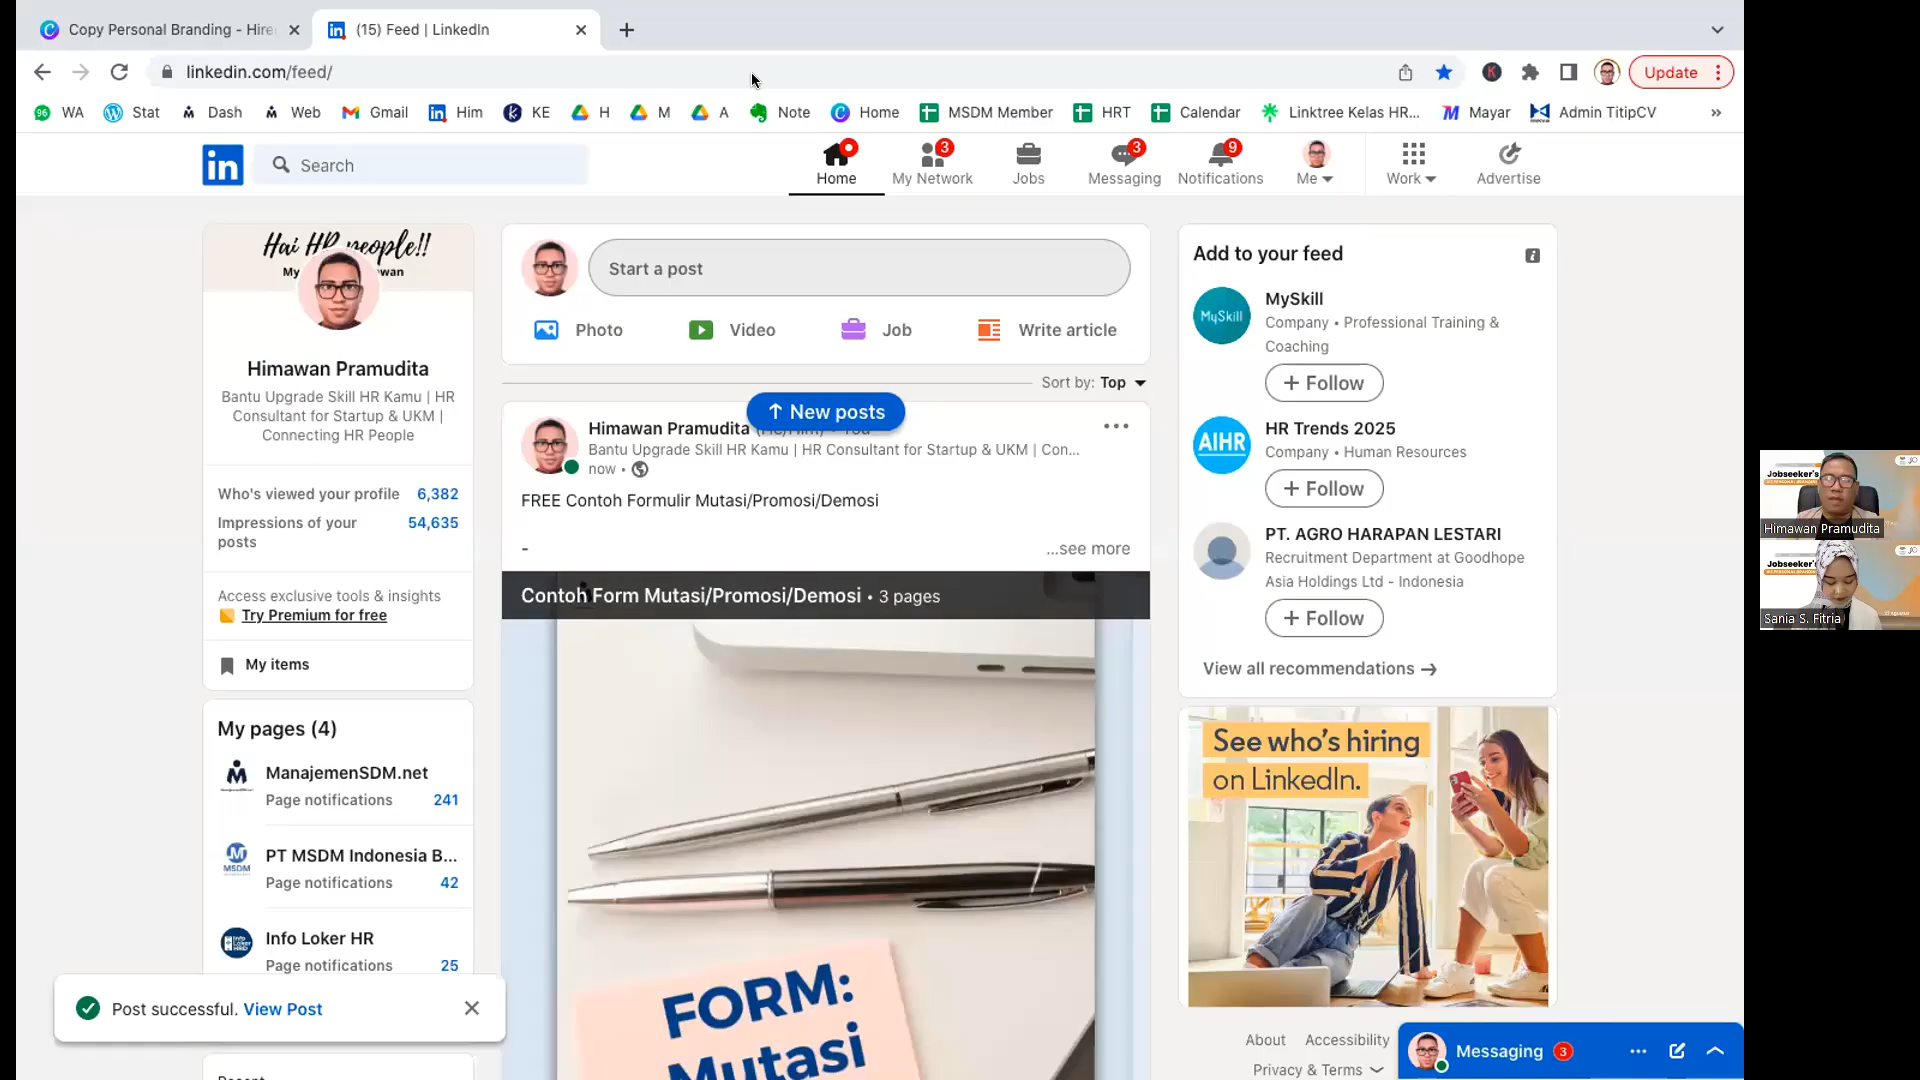 Copy Personal Branding - Hire
(15) Feed | LinkedIn
linkedin.com/feed/
Update
WA
Stat
Dash
Web
Gmail
Him
KE
H
M
A
Note
Home
MSDM Member
HRT
Calendar
Linktree Kelas HR...
Mayar
Admin TitipCV
»
in
Search
Home
3
My Network
Jobs
3
Messaging
9
Notifications
Me
Work
Advertise
Hai HR people!!
Himawan Pramudita
Bantu Upgrade Skill HR Kamu | HR
Consultant for Startup & UKM |
Connecting HR People
Who's viewed your profile 6,382
Impressions of your 54,635
posts
Access exclusive tools & insights
Try Premium for free
My items
My pages (4)
ManajemenSDM.net
Page notifications 241
MSDM
PT MSDM Indonesia B...
Page notifications 42
Info Loker HR
Page notifications 25
Post successful. View Post
Start a post
Photo
Video
Job
Write article
Sort by: Top
New posts
Himawan Pramudita
Bantu Upgrade Skill HR Kamu | HR Consultant for Startup & UKM | Con...
now •
FREE Contoh Formulir Mutasi/Promosi/Demosi
-
...see more
Contoh Form Mutasi/Promosi/Demosi • 3 pages
FORM:
Mutasi
Add to your feed
MySkill
MySkill
Company • Professional Training &
Coaching
+ Follow
AIHR
HR Trends 2025
Company • Human Resources
+ Follow
PT. AGRO HARAPAN LESTARI
Recruitment Department at Goodhope
Asia Holdings Ltd - Indonesia
+ Follow
View all recommendations →
See who's hiring
on LinkedIn.
About Accessibility
Privacy & Terms
Messaging 3
Jobseeker's
Himawan Pramudita
Jobseeker's
Sania S. Fitria